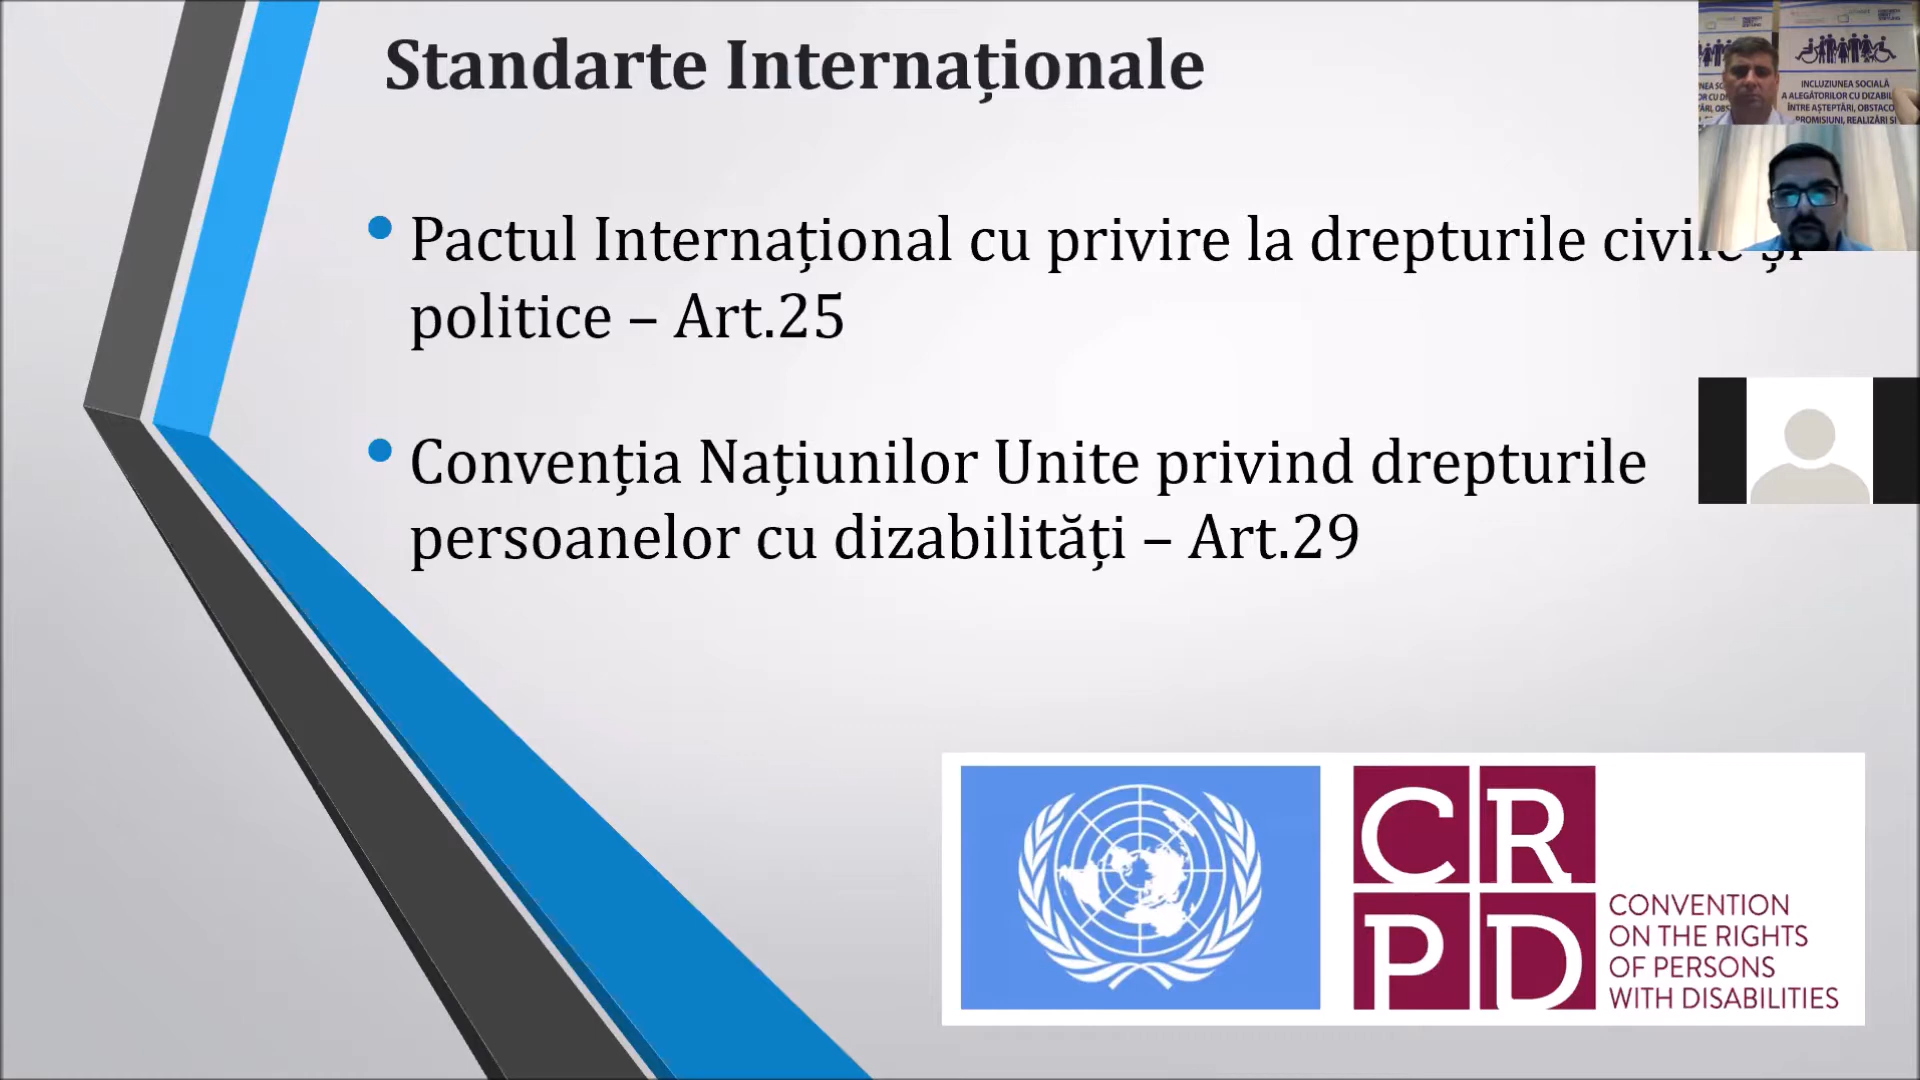 Standarte Internaționale
Pactul Internațional cu privire la drepturile civile și
politice – Art.25
Convenția Națiunilor Unite privind drepturile
persoanelor cu dizabilități – Art.29
INCLUZIUNEA SOCIALĂ
A ALEGĂTORILOR CU DIZABIL
ÎNTRE AȘTEPTĂRI, OBSTACO
PROMISIUNI, REALIZĂRI ȘI
CR
PD
CONVENTION
ON THE RIGHTS
OF PERSONS
WITH DISABILITIES